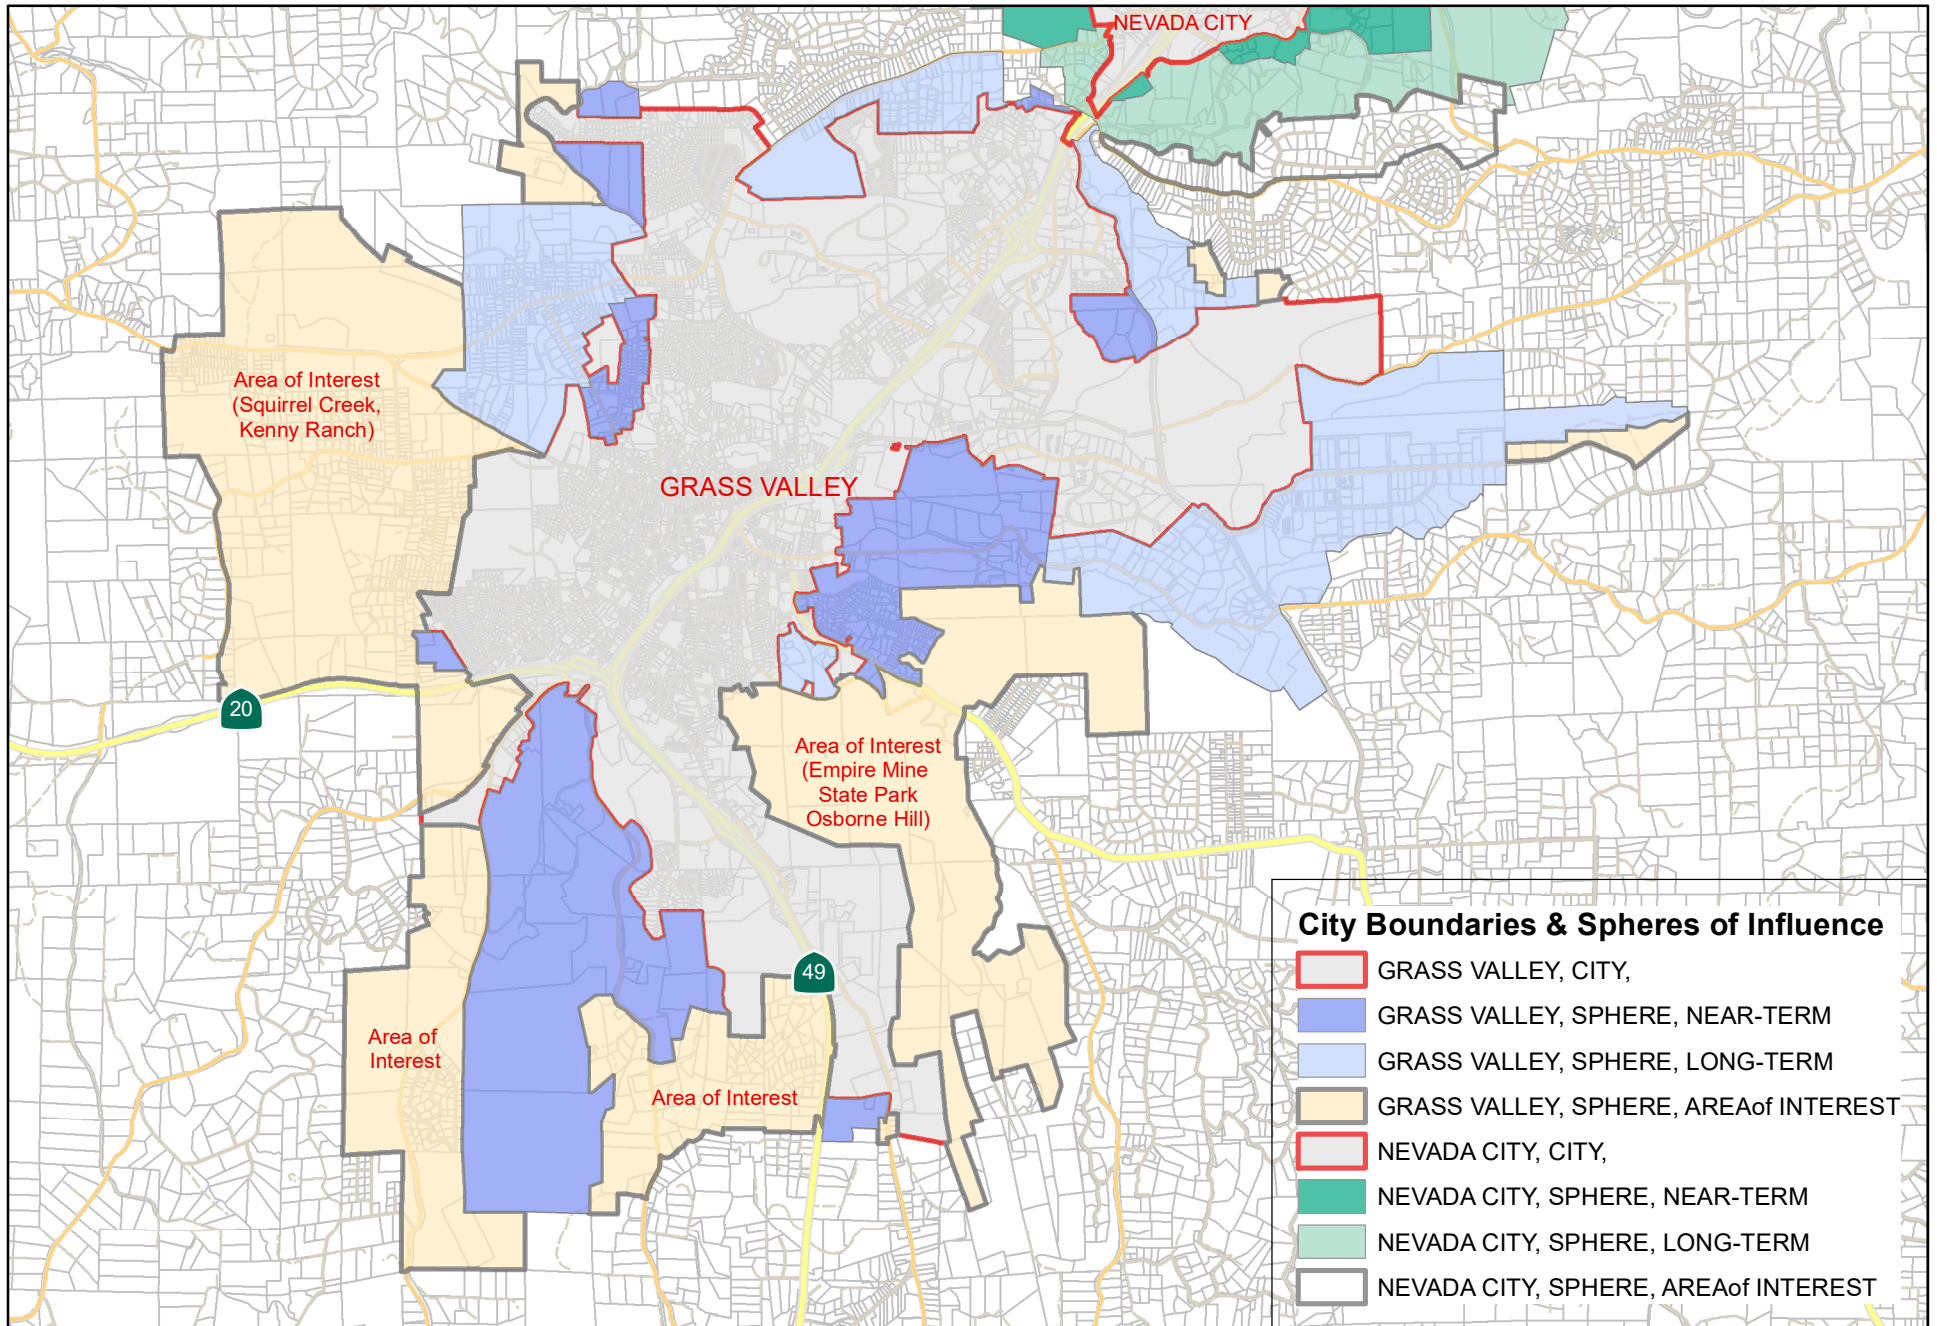 NEVADA CITY
Area of Interest
(Squirrel Creek,
Kenny Ranch)
GRASS VALLEY
20
Area of Interest
(Empire Mine
State Park
Osborne Hill)
49
Area of
Interest
Area of Interest
City Boundaries & Spheres of Influence
GRASS VALLEY, CITY,
GRASS VALLEY, SPHERE, NEAR-TERM
GRASS VALLEY, SPHERE, LONG-TERM
GRASS VALLEY, SPHERE, AREAof INTEREST
NEVADA CITY, CITY,
NEVADA CITY, SPHERE, NEAR-TERM
NEVADA CITY, SPHERE, LONG-TERM
NEVADA CITY, SPHERE, AREAof INTEREST